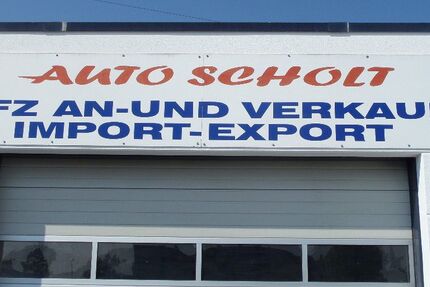 AUTO SCHOLT
FZ AN-UND VERKAU
IMPORT-EXPORT